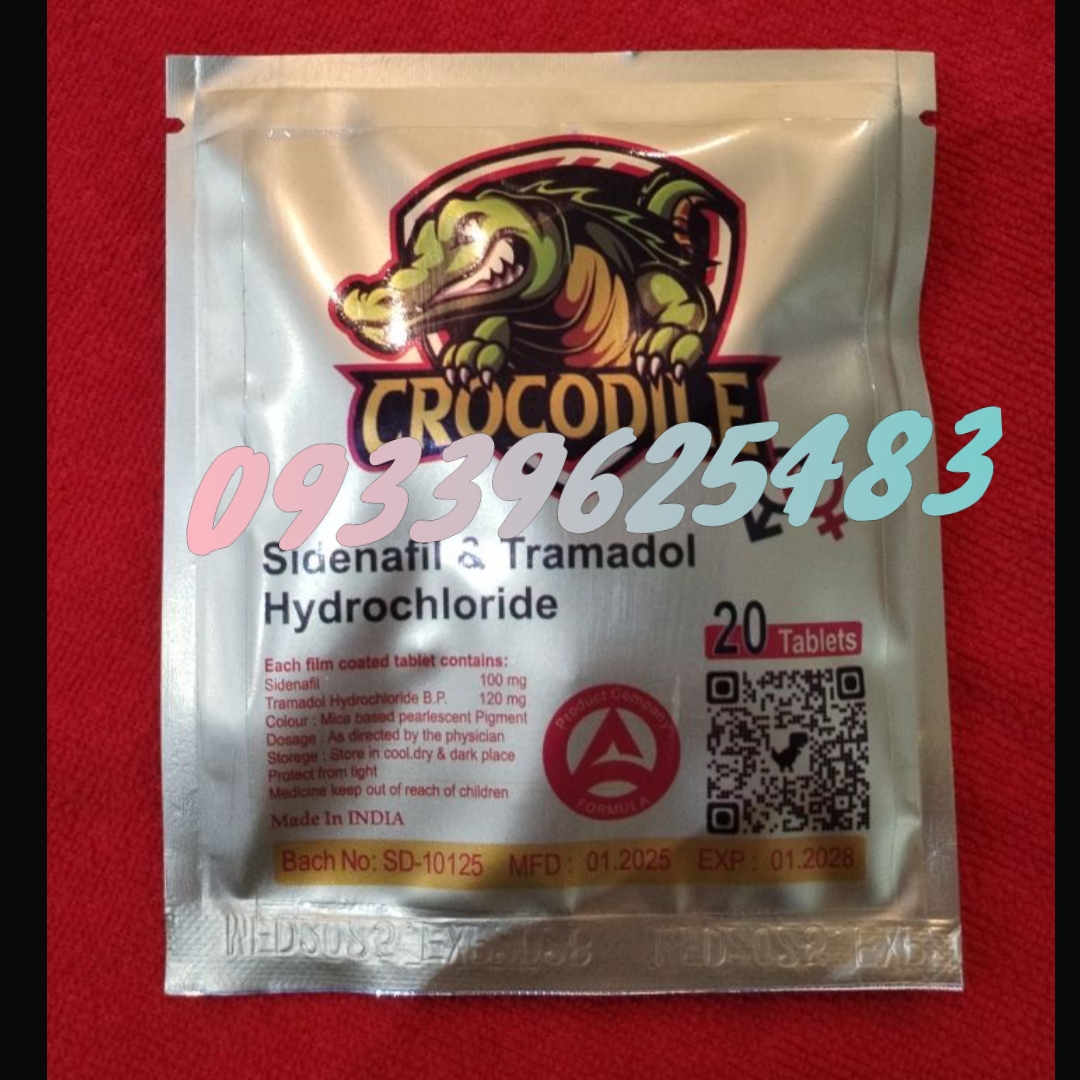 CROCODILE
09339625483
Sidenafil & Tramadol
Hydrochloride
20 Tablets
Each film coated tablet contains:
Sidenafil 100 mg
Tramadol Hydrochloride B.P. 120 mg
Colour : Mica based pearlescent Pigment
Dosage : As directed by the physician
Storege : Store in cool.dry & dark place
Protect from light
Medicine keep out of reach of children
Made In INDIA
Product Company
FORMULA
Bach No: SD-10125 MFD : 01.2025 EXP : 01.2028